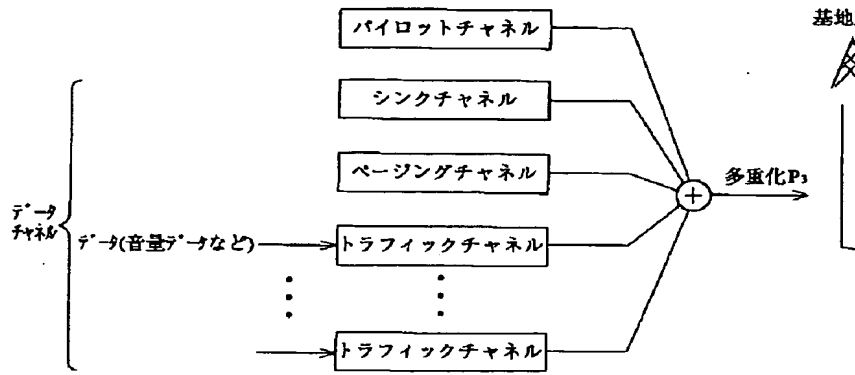 パイロットチャネル
基地
シンクチャネル
ページングチャネル
多重化P₃
データ
チャネル
データ(音量データなど)
トラフィックチャネル
トラフィックチャネル